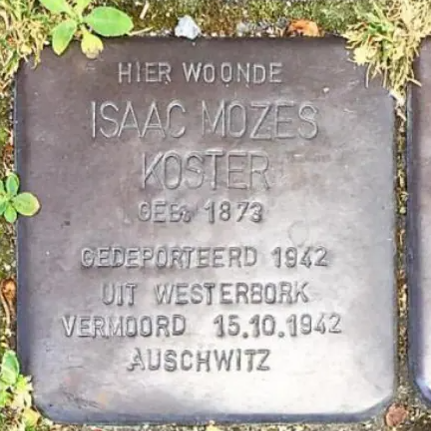 HIER WOONDE
ISAAC MOZES
KOSTER
GEB. 1873
GEDEPORTEERD 1942
UIT WESTERBORK
VERMOORD 15.10.1942
AUSCHWITZ